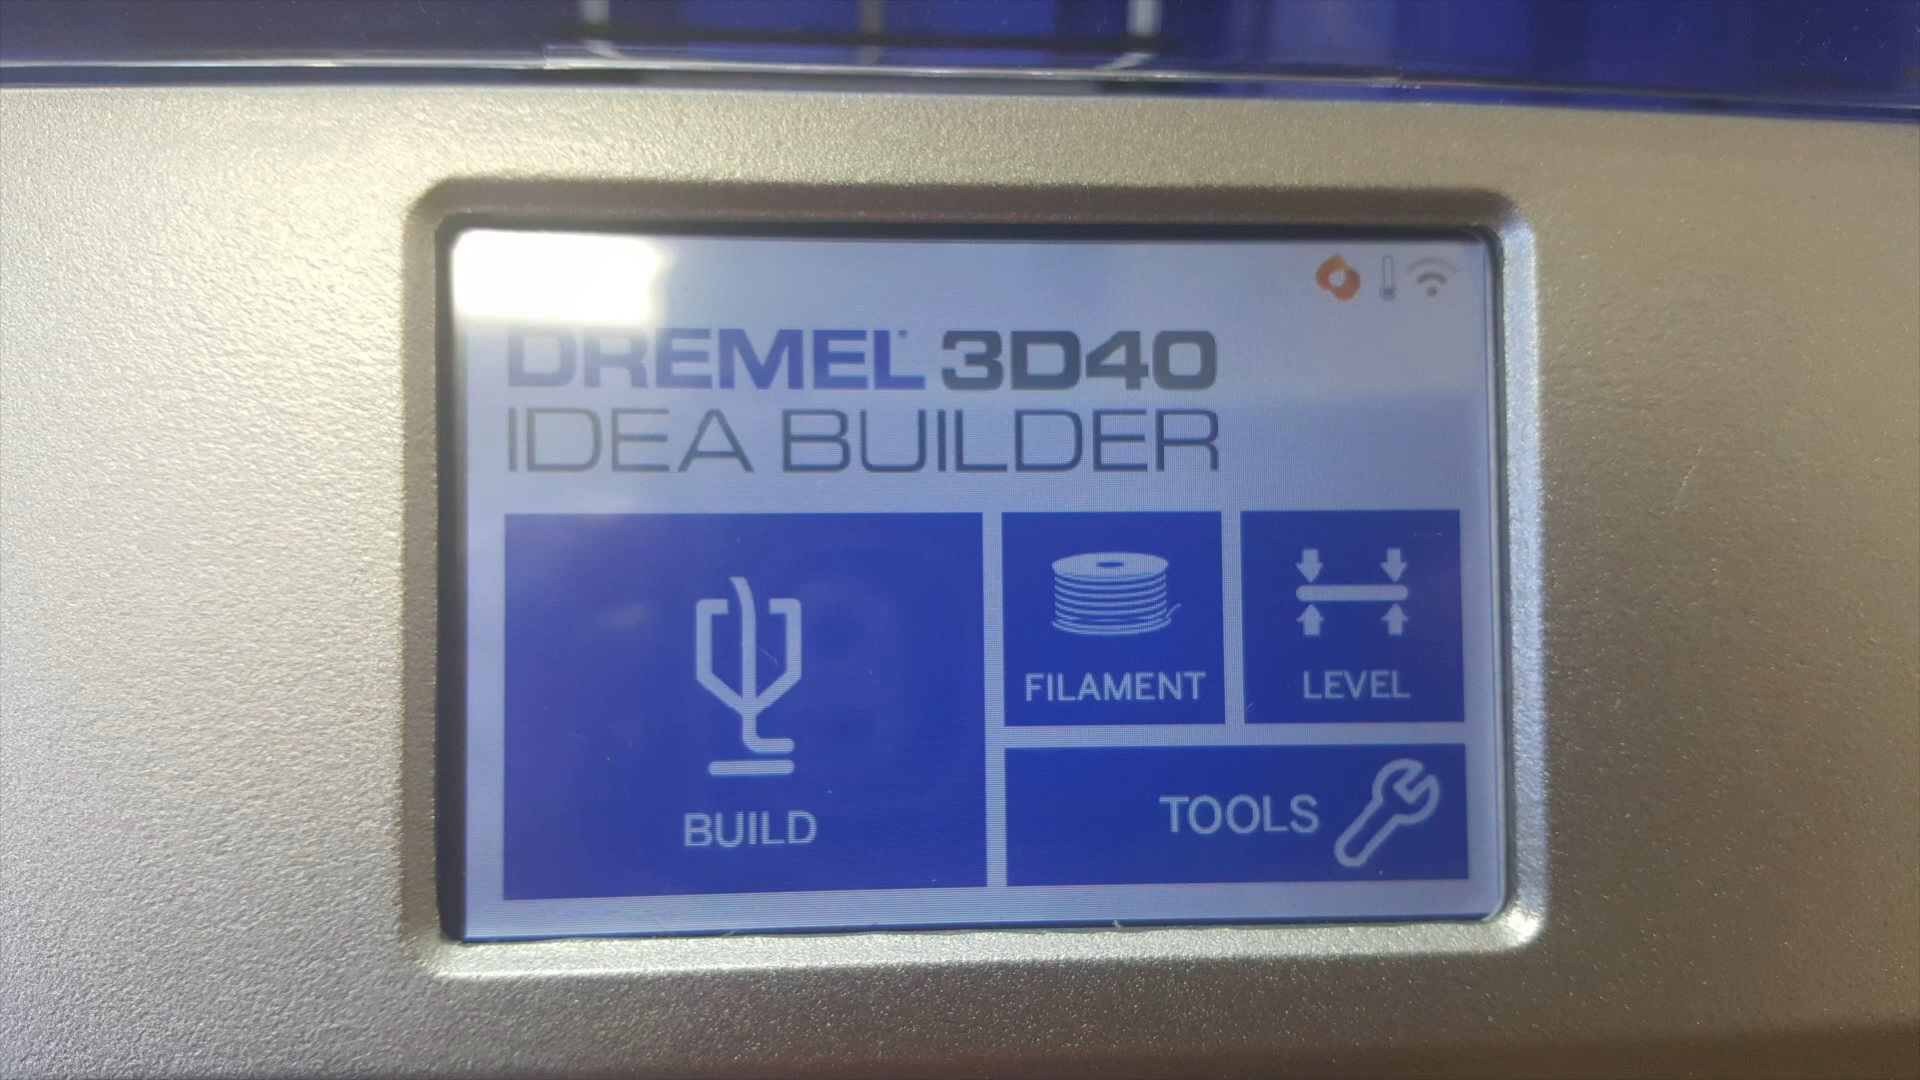 DREMEL 3D40
IDEA BUILDER
BUILD
FILAMENT
LEVEL
TOOLS